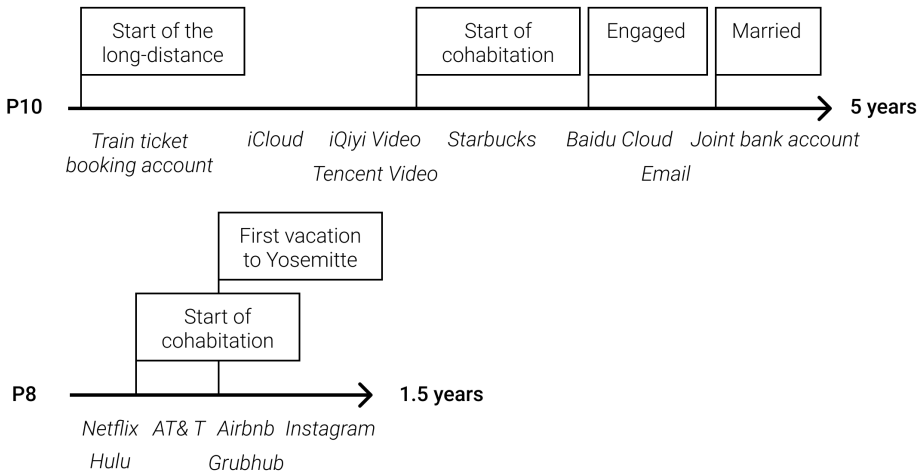 Start of the
long-distance
Start of
cohabitation
Engaged
Married
P10
5 years
Train ticket
booking account
iCloud
iQiyi Video
Tencent Video
Starbucks
Baidu Cloud
Email
Joint bank account
First vacation
to Yosemitte
Start of
cohabitation
P8
1.5 years
Netflix
Hulu
AT& T
Airbnb
Grubhub
Instagram